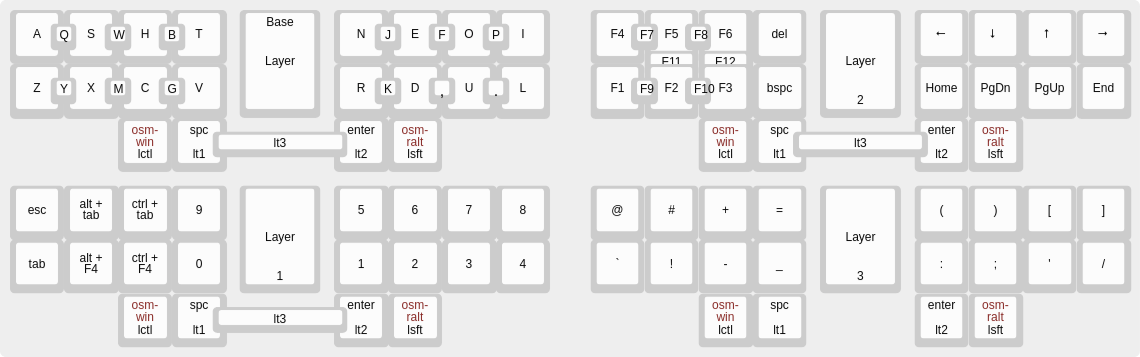 A Q S W H B T
Base
Layer
N J E F O P I
Z Y X M C G V
R K D , U . L
osm-win lctl
spc lt1
lt3
enter lt2
osm-ralt lsft
F4 F7 F5 F8 F6 del
F11 F12
Layer
2
← ↓ ↑ →
F1 F9 F2 F10 F3 bspc
Home PgDn PgUp End
osm-win lctl
spc lt1
lt3
enter lt2
osm-ralt lsft
esc alt + tab ctrl + tab 9
Layer
1
5 6 7 8
tab alt + F4 ctrl + F4 0
1 2 3 4
osm-win lctl
spc lt1
lt3
enter lt2
osm-ralt lsft
@ # + =
Layer
3
( ) [ ]
` ! - _
: ; ' /
osm-win lctl
spc lt1
enter lt2
osm-ralt lsft